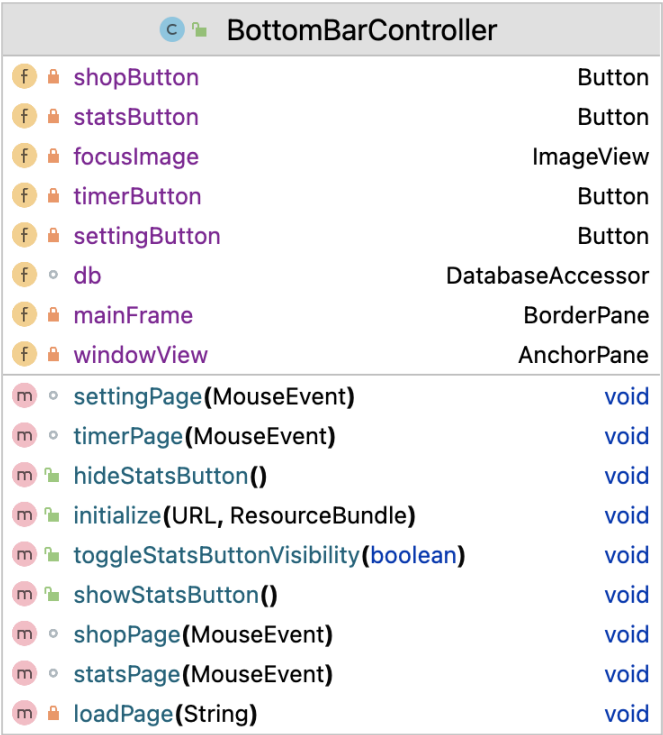 C BottomBarController
f shopButton Button
f statsButton Button
f focusImage ImageView
f timerButton Button
f settingButton Button
f db DatabaseAccessor
f mainFrame BorderPane
f windowView AnchorPane
m settingPage(MouseEvent) void
m timerPage(MouseEvent) void
m hideStatsButton() void
m initialize(URL, ResourceBundle) void
m toggleStatsButtonVisibility(boolean) void
m showStatsButton() void
m shopPage(MouseEvent) void
m statsPage(MouseEvent) void
m loadPage(String) void